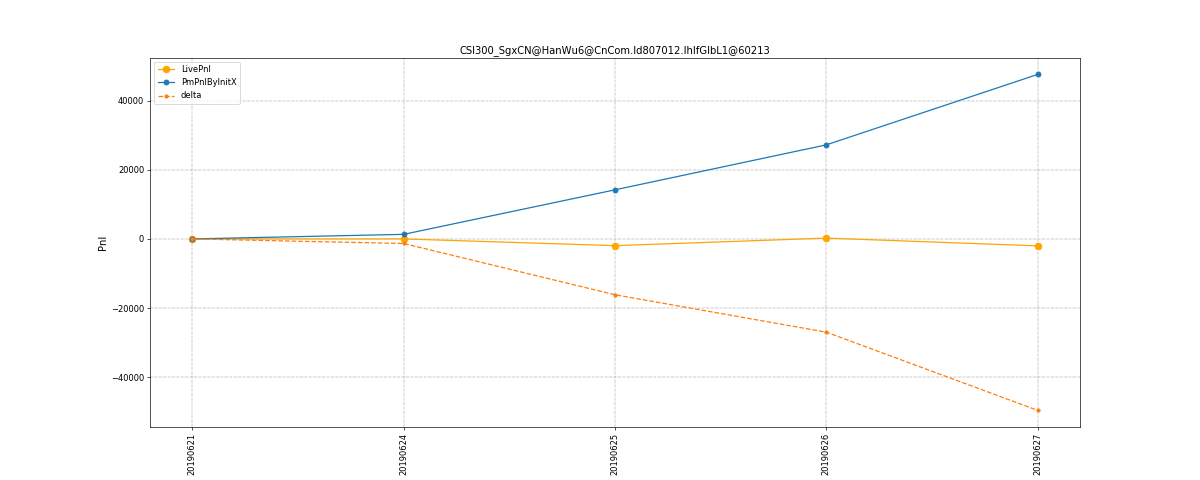 CSI300_SgxCN@HanWu6@CnCom.Id807012.IhIfGlbL1@60213
LivePnl
PmPnlByInitX
delta
40000
20000
0
−20000
−40000
Pnl
20190621
20190624
20190625
20190626
20190627